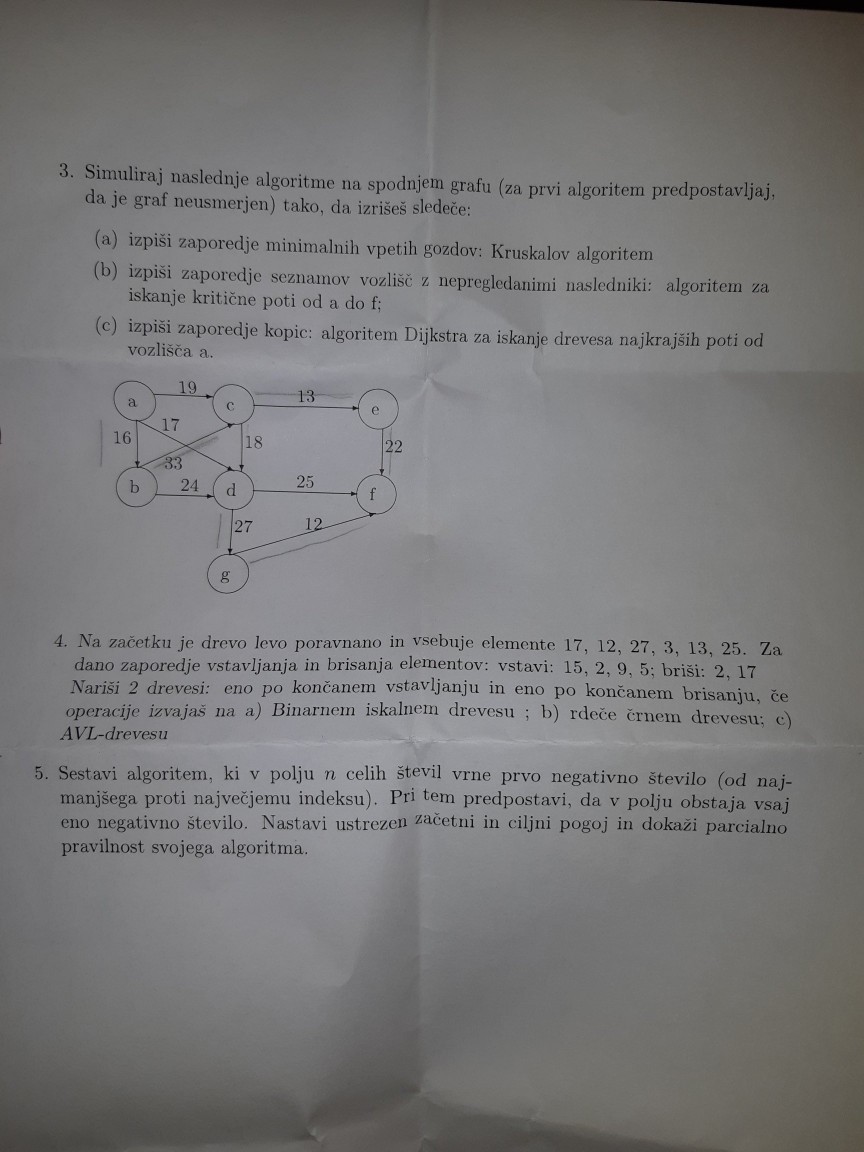 3. Simuliraj naslednje algoritme na spodnjem grafu (za prvi algoritem predpostavljaj,
da je graf neusmerjen) tako, da izrišeš sledeče:
(a) izpiši zaporedje minimalnih vpetih gozdov: Kruskalov algoritem
(b) izpiši zaporedje seznamov vozlišč z nepregledanimi nasledniki: algoritem za
iskanje kritične poti od a do f;
(c) izpiši zaporedje kopic: algoritem Dijkstra za iskanje drevesa najkrajših poti od
vozlišča a.
a 19 c 13 e
16 17 18 22
33
b 24 d 25 f
27 12
g
4. Na začetku je drevo levo poravnano in vsebuje elemente 17, 12, 27, 3, 13, 25. Za
dano zaporedje vstavljanja in brisanja elementov: vstavi: 15, 2, 9, 5; briši: 2, 17
Nariši 2 drevesi: eno po končanem vstavljanju in eno po končanem brisanju, če
operacije izvajaš na a) Binarnem iskalnem drevesu ; b) rdeče črnem drevesu; c)
AVL-drevesu
5. Sestavi algoritem, ki v polju n celih števil vrne prvo negativno število (od naj-
manjšega proti največjemu indeksu). Pri tem predpostavi, da v polju obstaja vsaj
eno negativno število. Nastavi ustrezen začetni in ciljni pogoj in dokaži parcialno
pravilnost svojega algoritma.